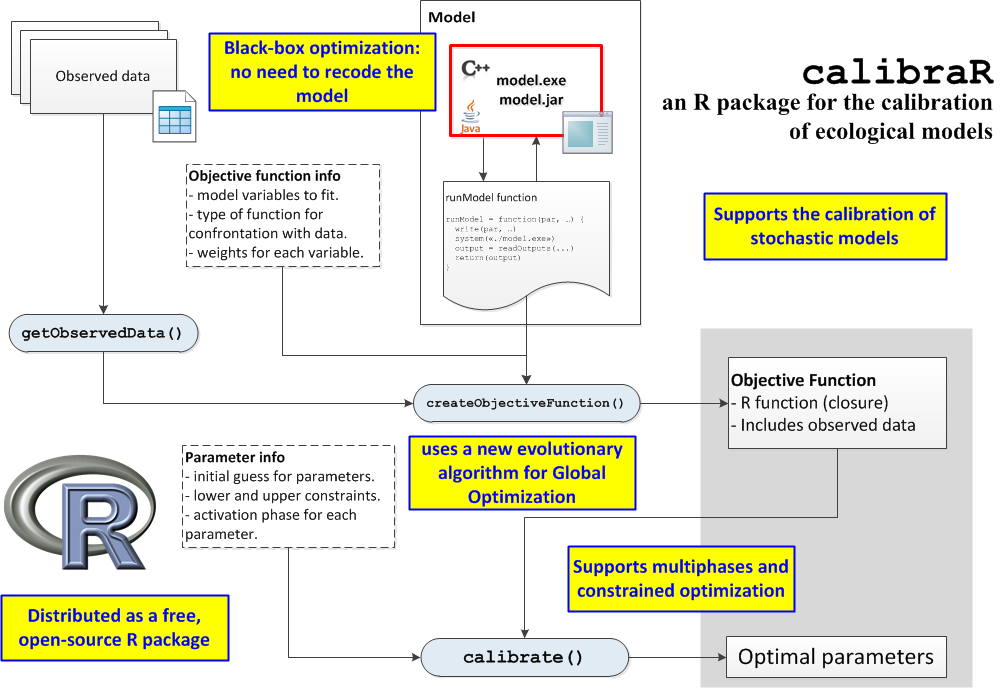 Model
Observed data
Black-box optimization:
no need to recode the
model
C++
model.exe
model.jar
Java
calibraR
an R package for the calibration
of ecological models
Objective function info
- model variables to fit.
- type of function for
confrontation with data.
- weights for each variable.
runModel function
runModel = function(par, …) {
write(par, …)
system(«./model.exe»)
output = readOutputs(...)
return(output)
}
Supports the calibration of
stochastic models
getObservedData()
createObjectiveFunction()
Objective Function
- R function (closure)
- Includes observed data
Parameter info
- initial guess for parameters.
- lower and upper constraints.
- activation phase for each
parameter.
uses a new evolutionary
algorithm for Global
Optimization
R
Supports multiphases and
constrained optimization
Distributed as a free,
open-source R package
calibrate()
Optimal parameters